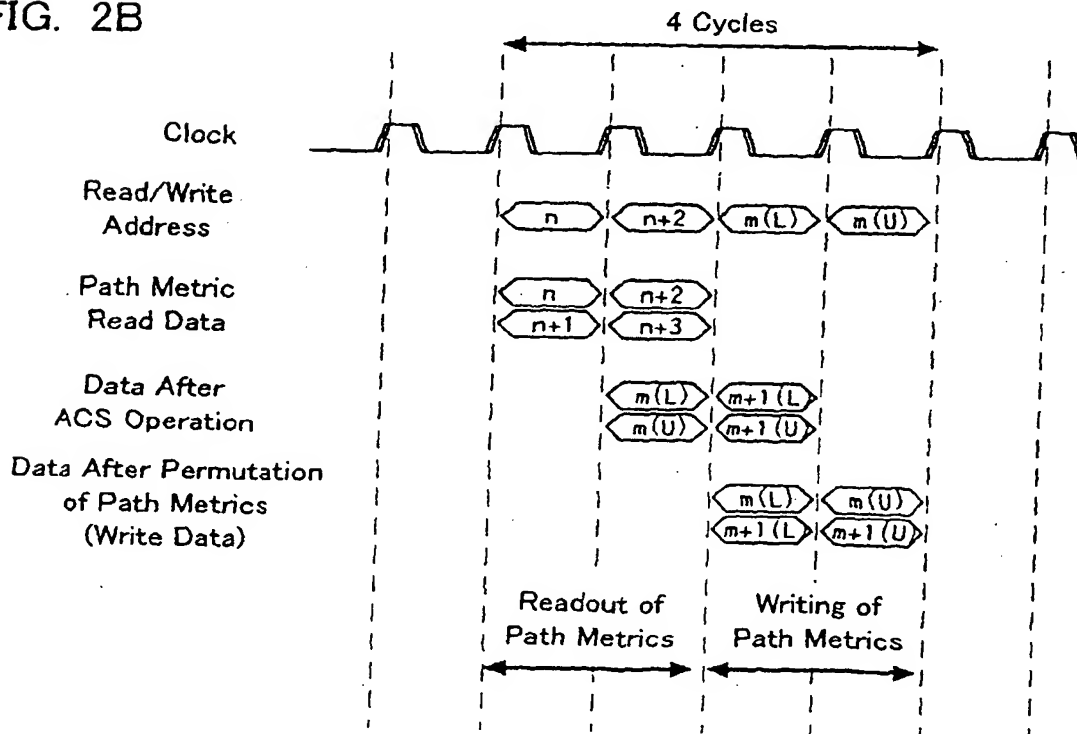 FIG. 2B
4 Cycles
Clock
Read/Write
Address
n
n+2
m(L)
m(U)
Path Metric
Read Data
n
n+2
n+1
n+3
Data After
ACS Operation
m(L)
m+1(L)
m(U)
m+1(U)
Data After Permutation
of Path Metrics
(Write Data)
m(L)
m(U)
m+1(L)
m+1(U)
Readout of
Path Metrics
Writing of
Path Metrics